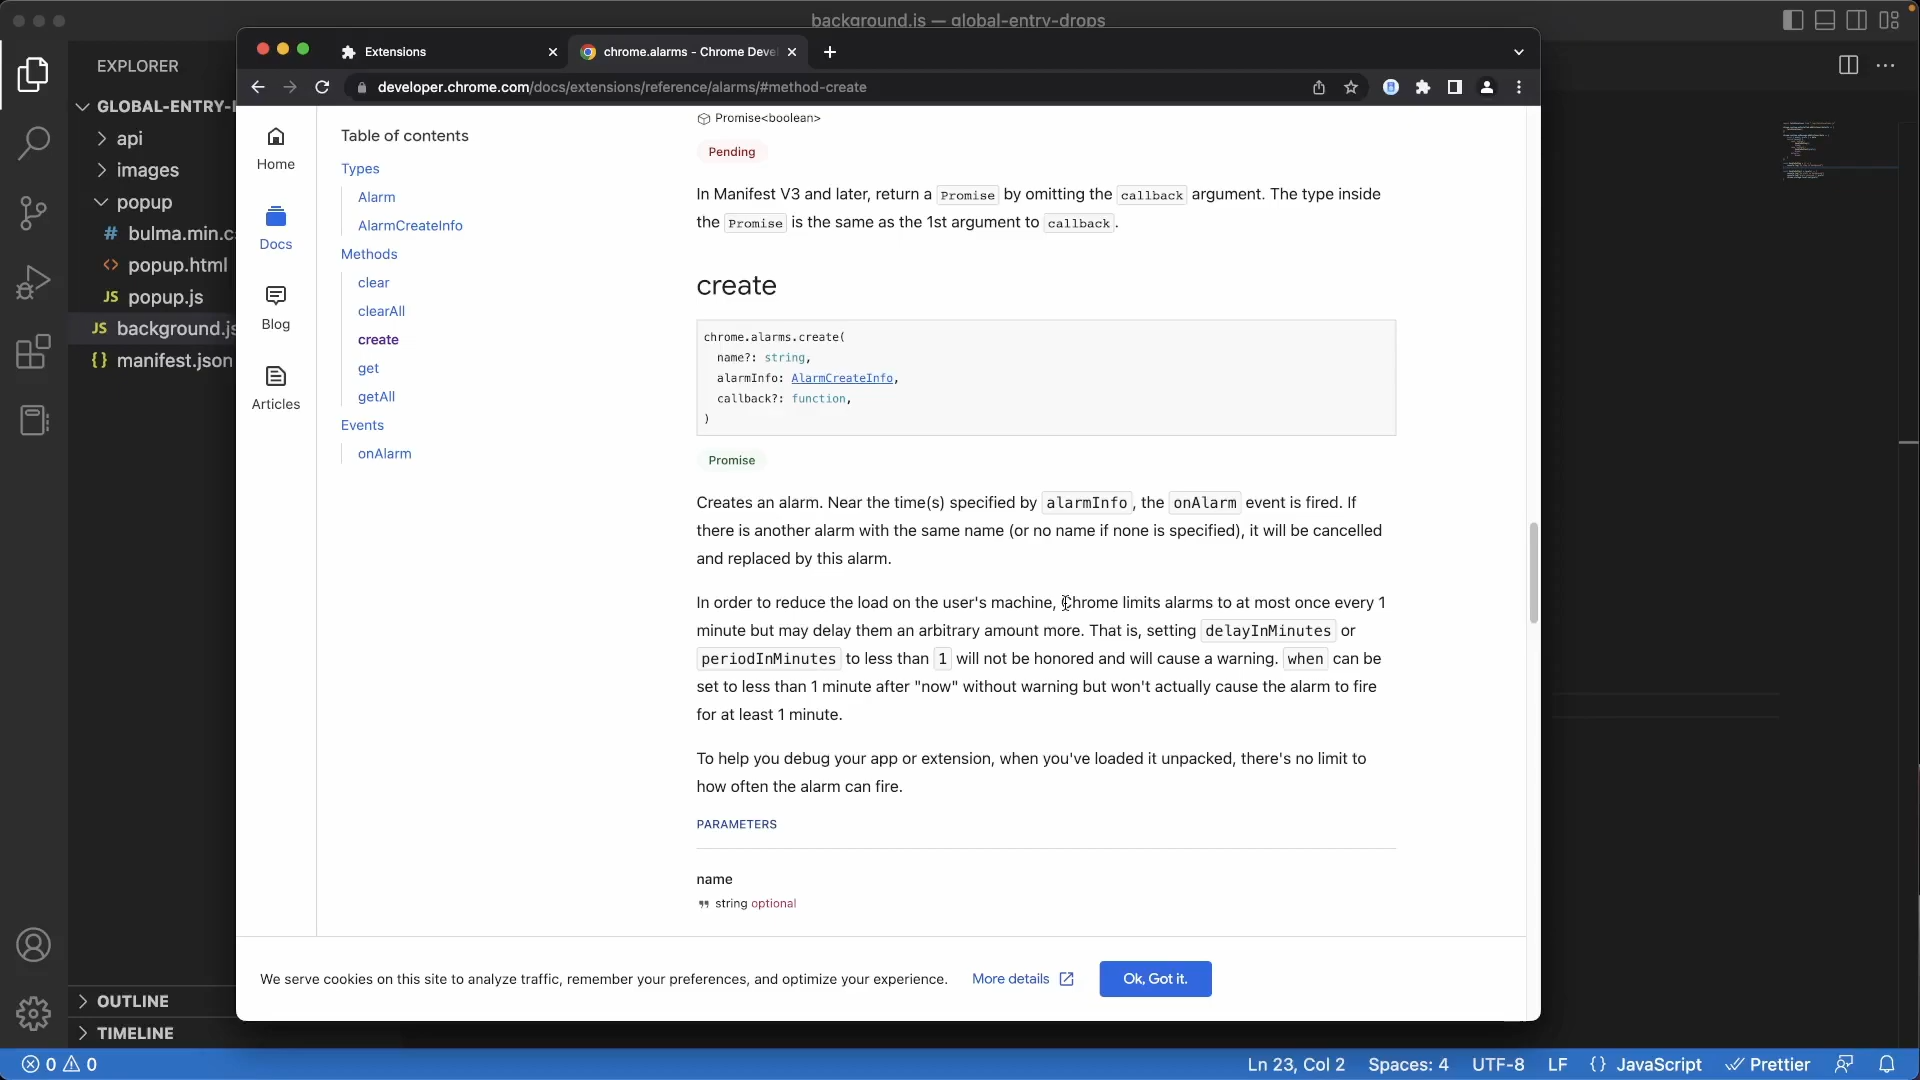 background.js — global-entry-drops
EXPLORER
GLOBAL-ENTRY-
api
images
popup
bulma.min.c
popup.html
popup.js
background.js
manifest.json
OUTLINE
TIMELINE
Extensions
chrome.alarms - Chrome Deve
developer.chrome.com/docs/extensions/reference/alarms/#method-create
Home
Docs
Blog
Articles
Table of contents
Types
Alarm
AlarmCreateInfo
Methods
clear
clearAll
create
get
getAll
Events
onAlarm
Promise<boolean>
Pending
In Manifest V3 and later, return a Promise by omitting the callback argument. The type inside
the Promise is the same as the 1st argument to callback.
create
chrome.alarms.create(
name?: string,
alarmInfo: AlarmCreateInfo,
callback?: function,
)
Promise
Creates an alarm. Near the time(s) specified by alarmInfo, the onAlarm event is fired. If
there is another alarm with the same name (or no name if none is specified), it will be cancelled
and replaced by this alarm.
In order to reduce the load on the user's machine, Chrome limits alarms to at most once every 1
minute but may delay them an arbitrary amount more. That is, setting delayInMinutes or
periodInMinutes to less than 1 will not be honored and will cause a warning. when can be
set to less than 1 minute after "now" without warning but won't actually cause the alarm to fire
for at least 1 minute.
To help you debug your app or extension, when you've loaded it unpacked, there's no limit to
how often the alarm can fire.
PARAMETERS
name
string optional
We serve cookies on this site to analyze traffic, remember your preferences, and optimize your experience. More details Ok, Got it.
0 0
Ln 23, Col 2 Spaces: 4 UTF-8 LF {} JavaScript Prettier